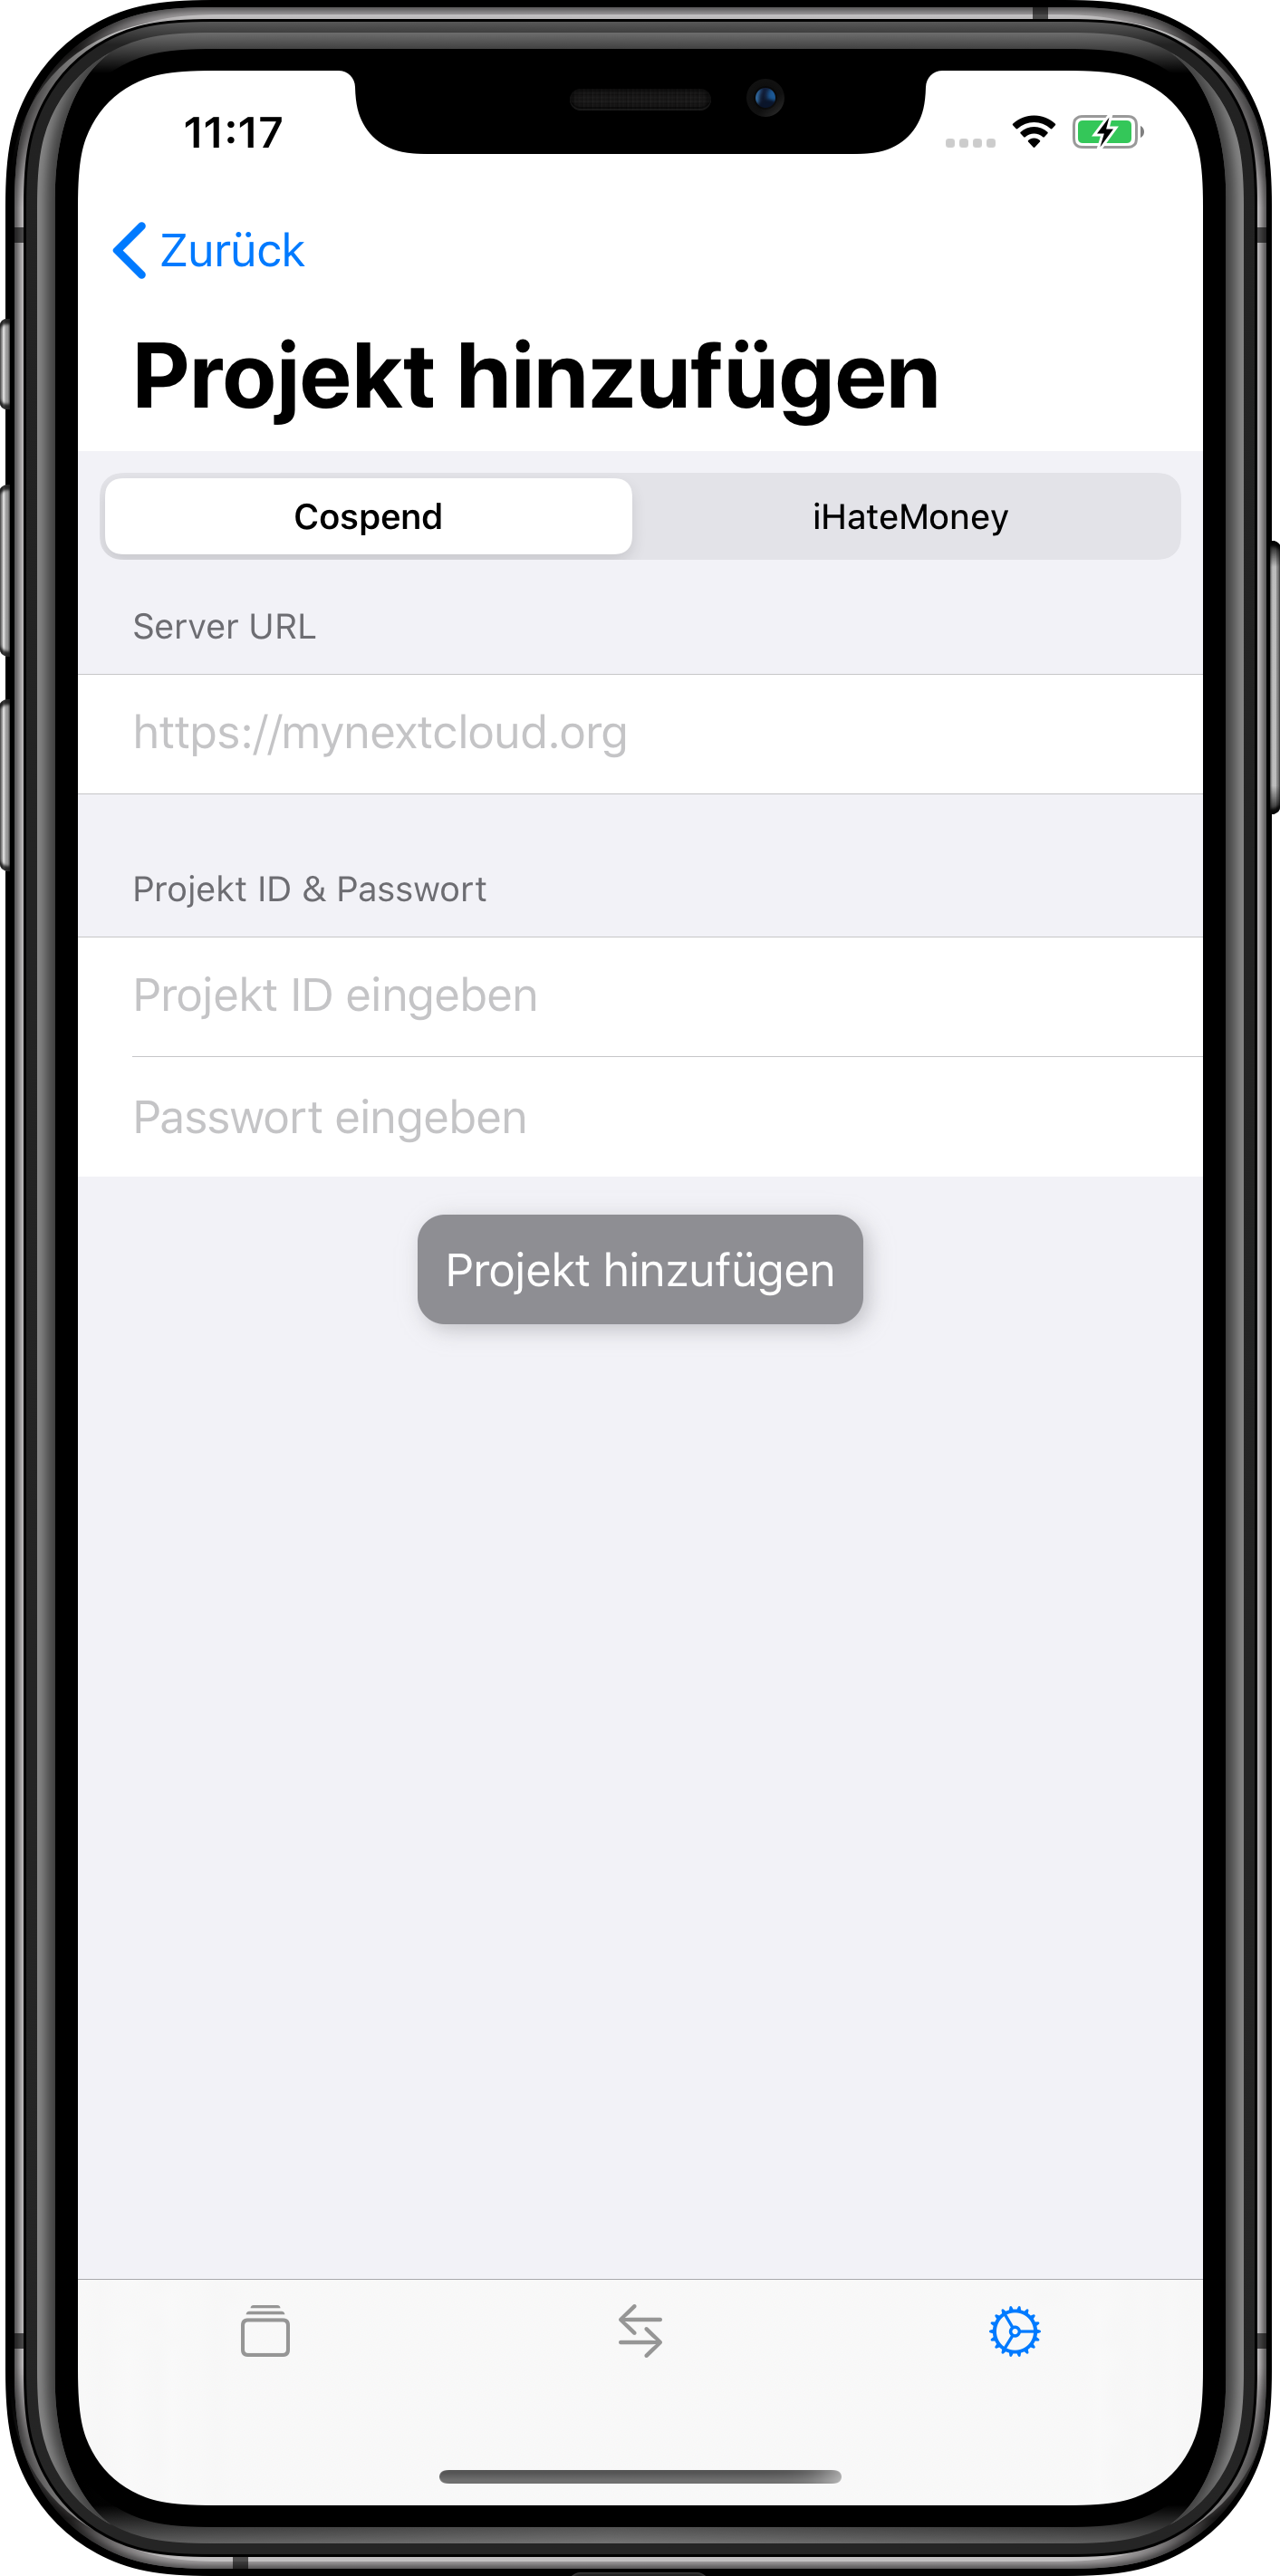 11:17
Zurück
Projekt hinzufügen
Cospend
iHateMoney
Server URL
https://mynextcloud.org
Projekt ID & Passwort
Projekt ID eingeben
Passwort eingeben
Projekt hinzufügen